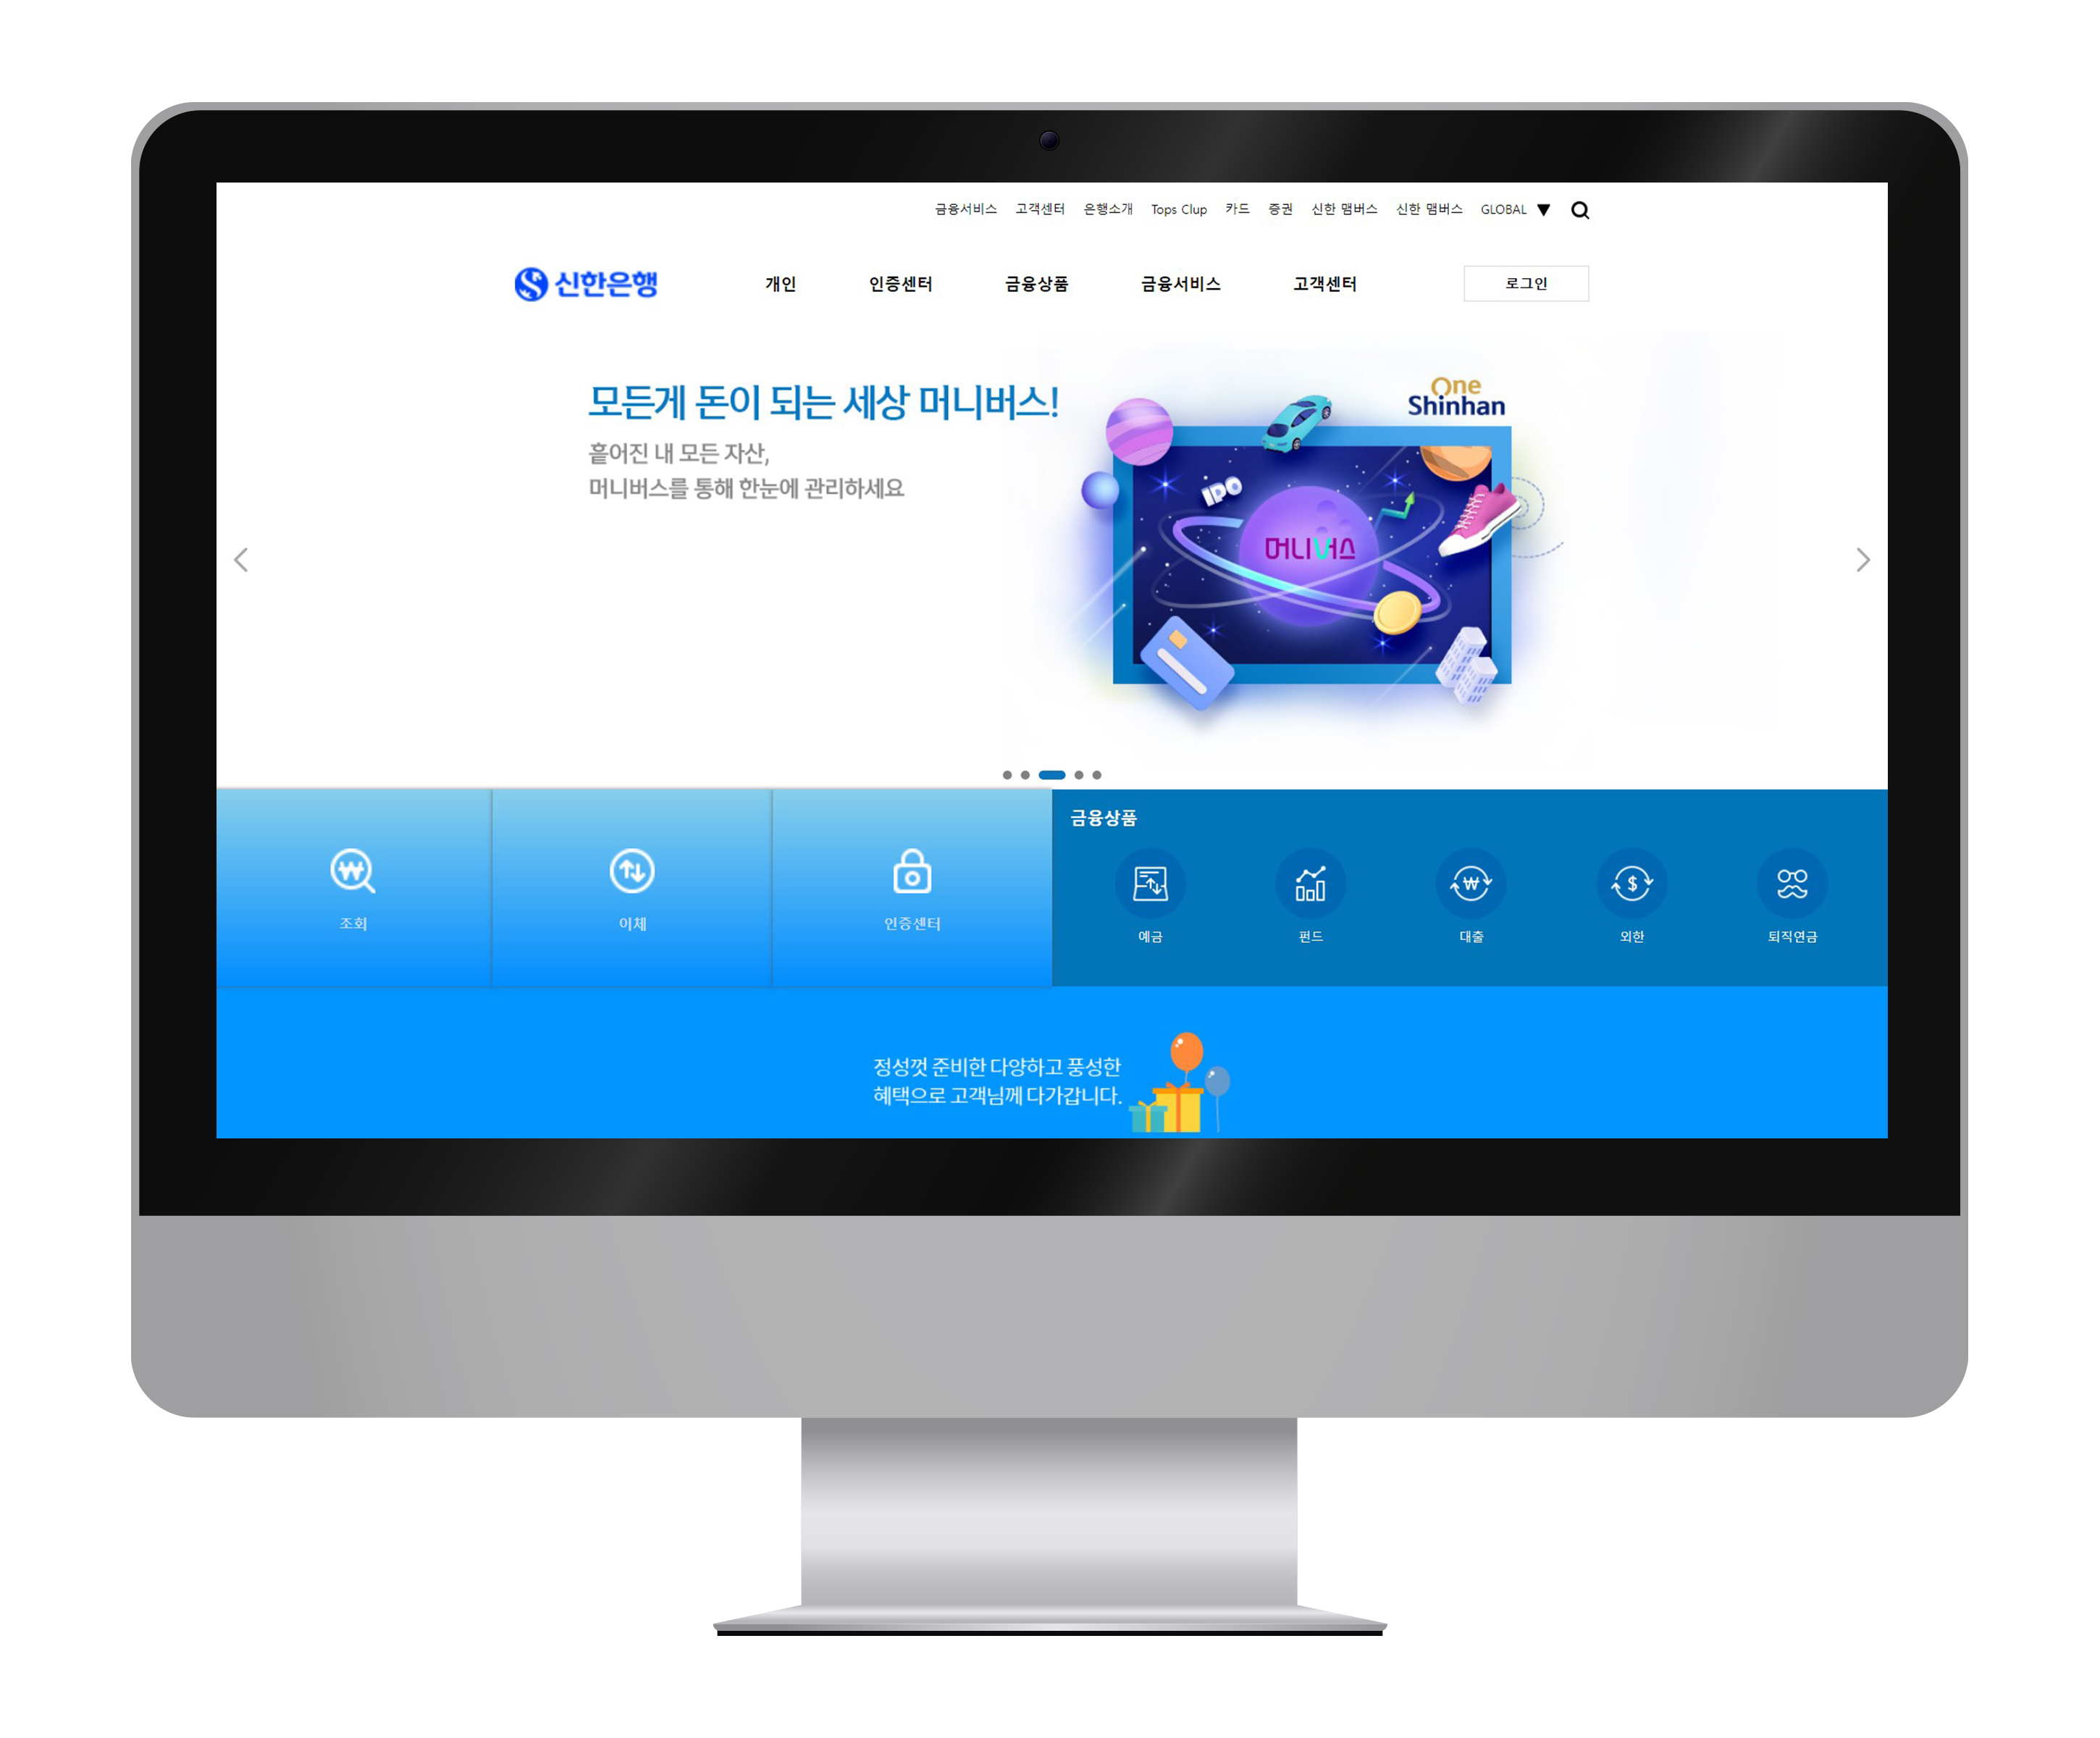 금융서비스 고객센터 은행소개 Tops Clup 카드 증권 신한 맴버스 신한 맴버스 GLOBAL ▼
신한은행 개인 인증센터 금융상품 금융서비스 고객센터 로그인
모든게 돈이 되는 세상 머니버스!
흩어진 내 모든 자산,
머니버스를 통해 한눈에 관리하세요
One
Shinhan
IPO
머니버스
금융상품
조회 이체 인증센터
예금 펀드 대출 외한 퇴직연금
정성껏 준비한 다양하고 풍성한
혜택으로 고객님께 다가갑니다.